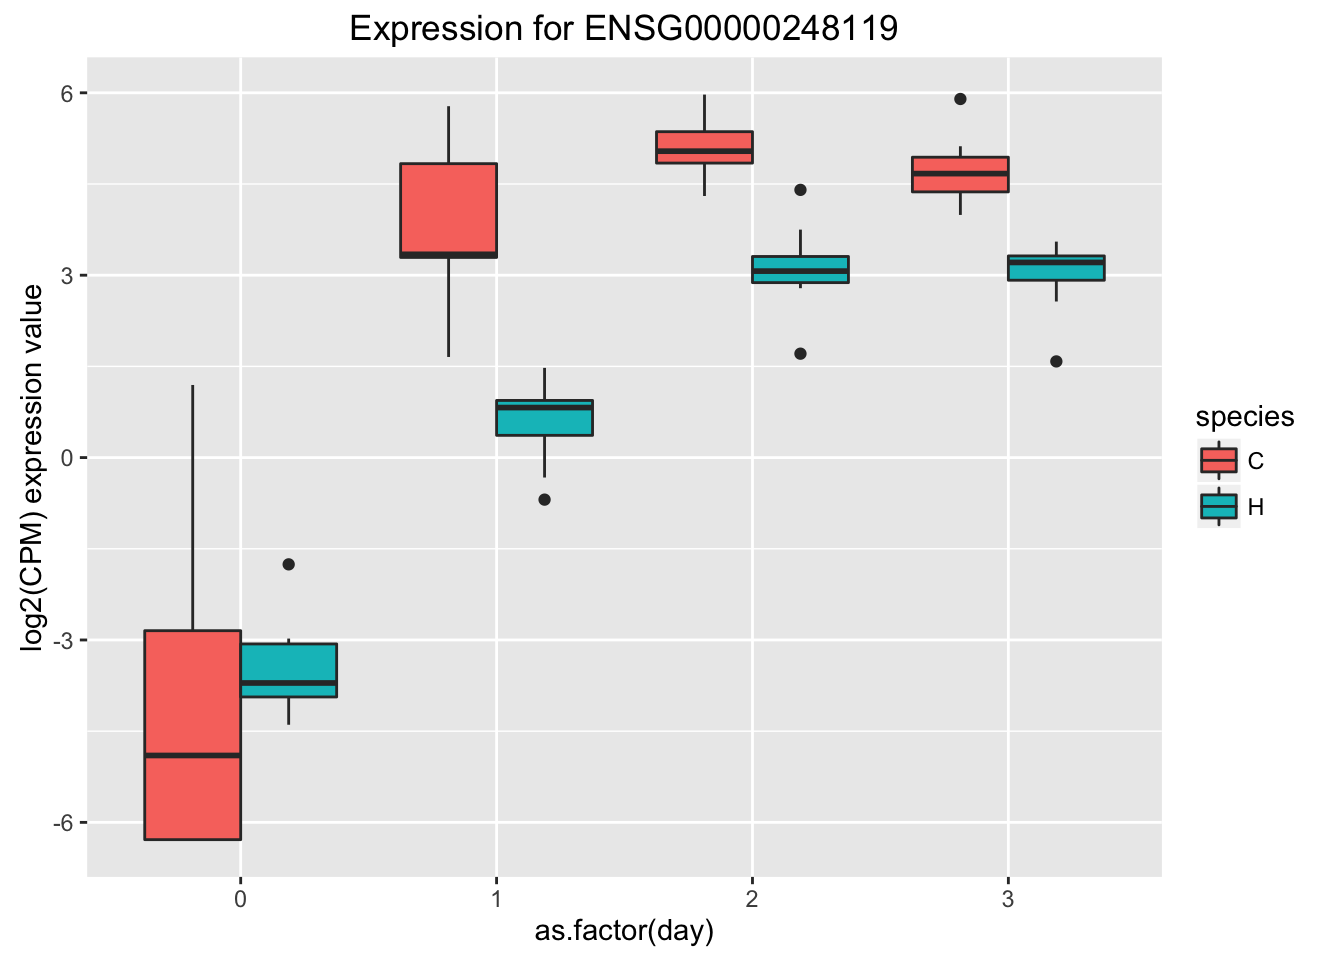 Expression for ENSG00000248119
log2(CPM) expression value
6
3
0
-3
-6
0 1 2 3
as.factor(day)
species
C
H